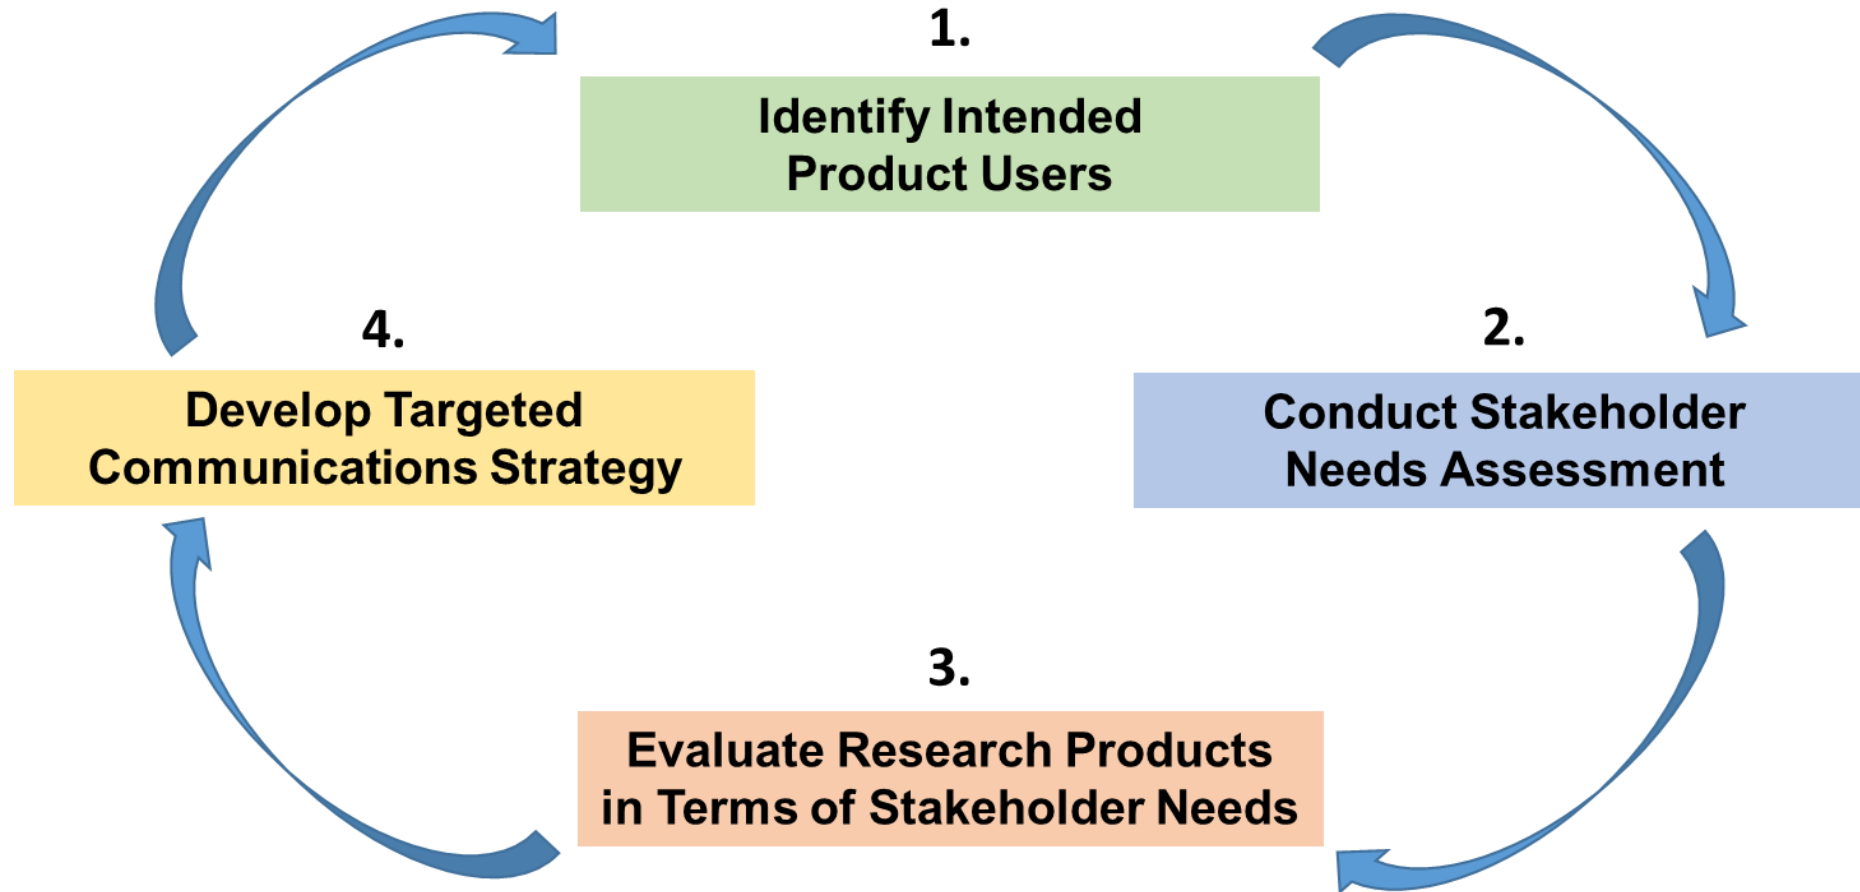 1.
Identify Intended
Product Users
2.
Conduct Stakeholder
Needs Assessment
3.
Evaluate Research Products
in Terms of Stakeholder Needs
4.
Develop Targeted
Communications Strategy